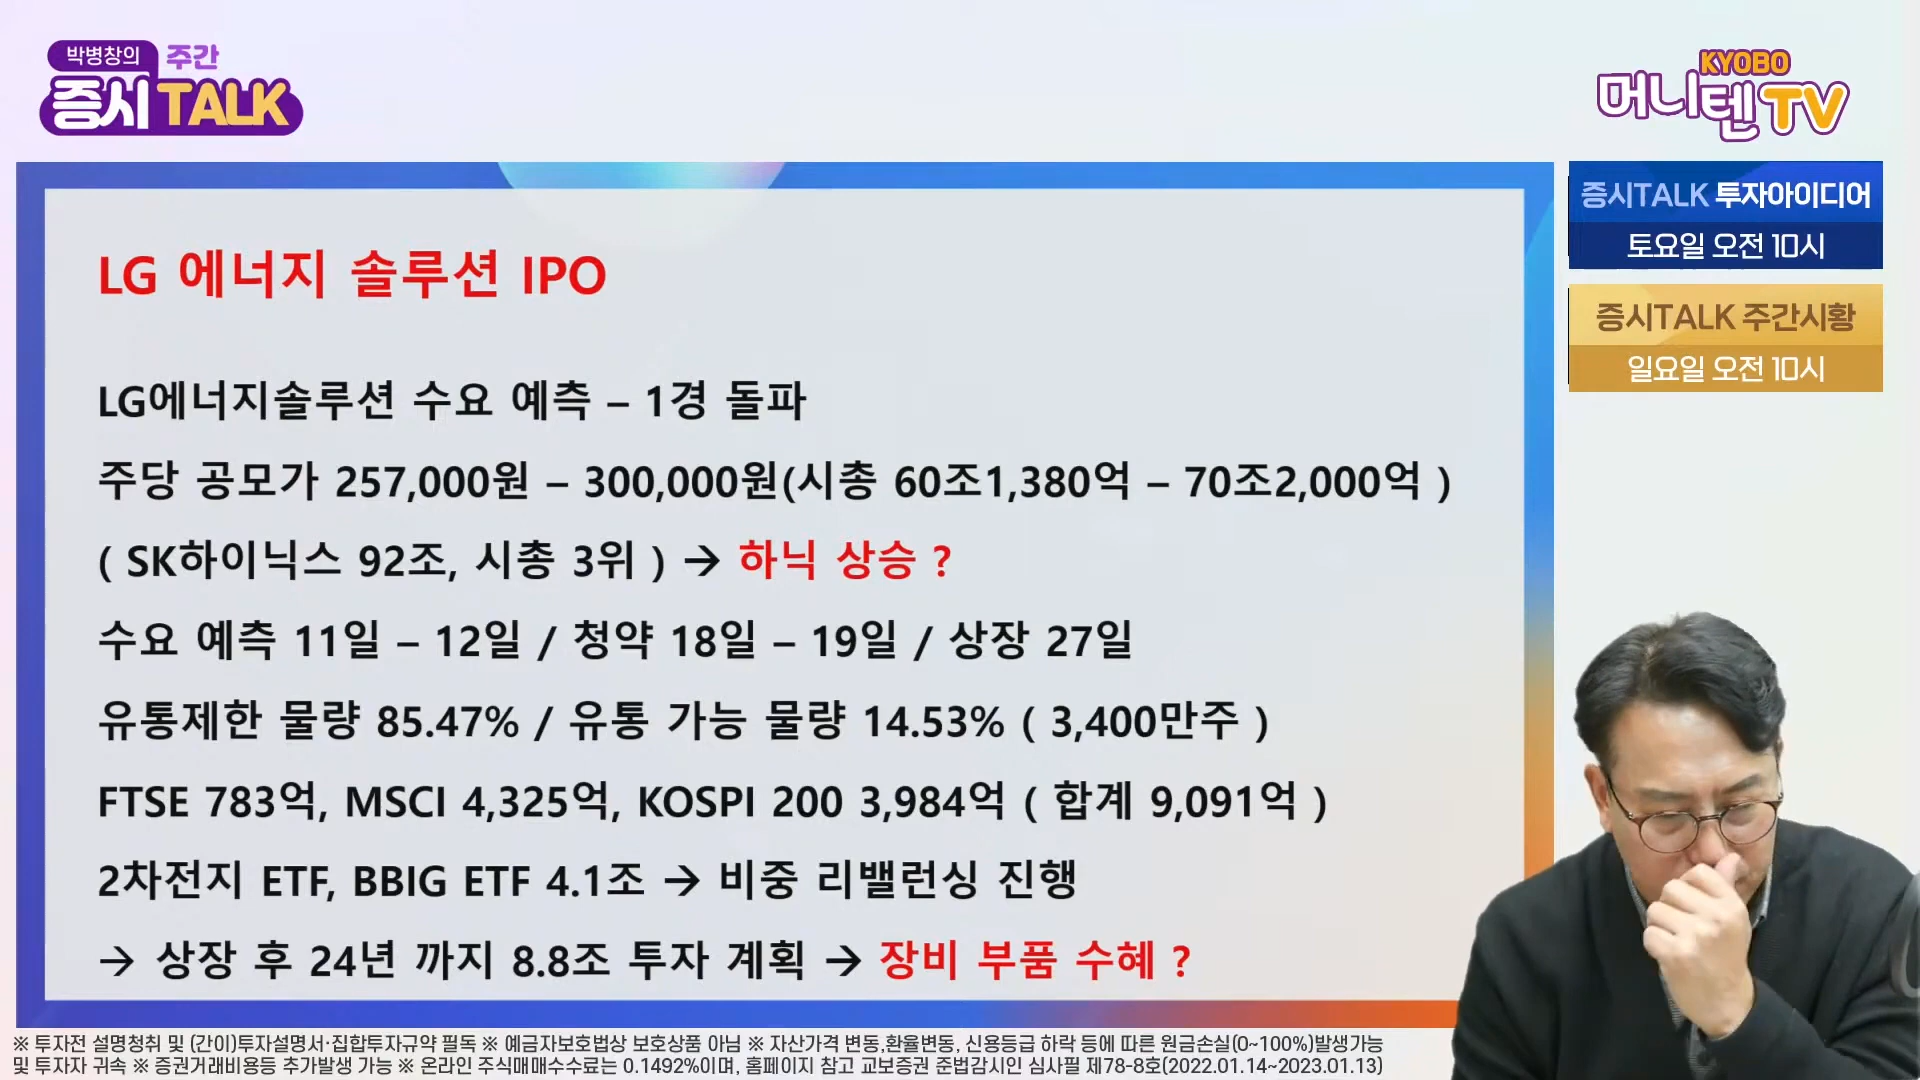 박병창의 주간
증시 TALK
KYOBO
머니텐 TV
증시TALK 투자아이디어
토요일 오전 10시
증시TALK 주간시황
일요일 오전 10시
LG 에너지 솔루션 IPO
LG에너지솔루션 수요 예측 – 1경 돌파
주당 공모가 257,000원 – 300,000원(시총 60조1,380억 – 70조2,000억 )
( SK하이닉스 92조, 시총 3위 ) → 하닉 상승 ?
수요 예측 11일 – 12일 / 청약 18일 – 19일 / 상장 27일
유통제한 물량 85.47% / 유통 가능 물량 14.53% ( 3,400만주 )
FTSE 783억, MSCI 4,325억, KOSPI 200 3,984억 ( 합계 9,091억 )
2차전지 ETF, BBIG ETF 4.1조 → 비중 리밸런싱 진행
→ 상장 후 24년 까지 8.8조 투자 계획 → 장비 부품 수혜 ?
※ 투자전 설명청취 및 (간이)투자설명서·집합투자규약 필독 ※ 예금자보호법상 보호상품 아님 ※ 자산가격 변동,환율변동, 신용등급 하락 등에 따른 원금손실(0~100%)발생가능
및 투자자 귀속 ※ 증권거래비용등 추가발생 가능 ※ 온라인 주식매매수수료는 0.1492%이며, 홈페이지 참고 교보증권 준법감시인 심사필 제78-8호(2022.01.14~2023.01.13)